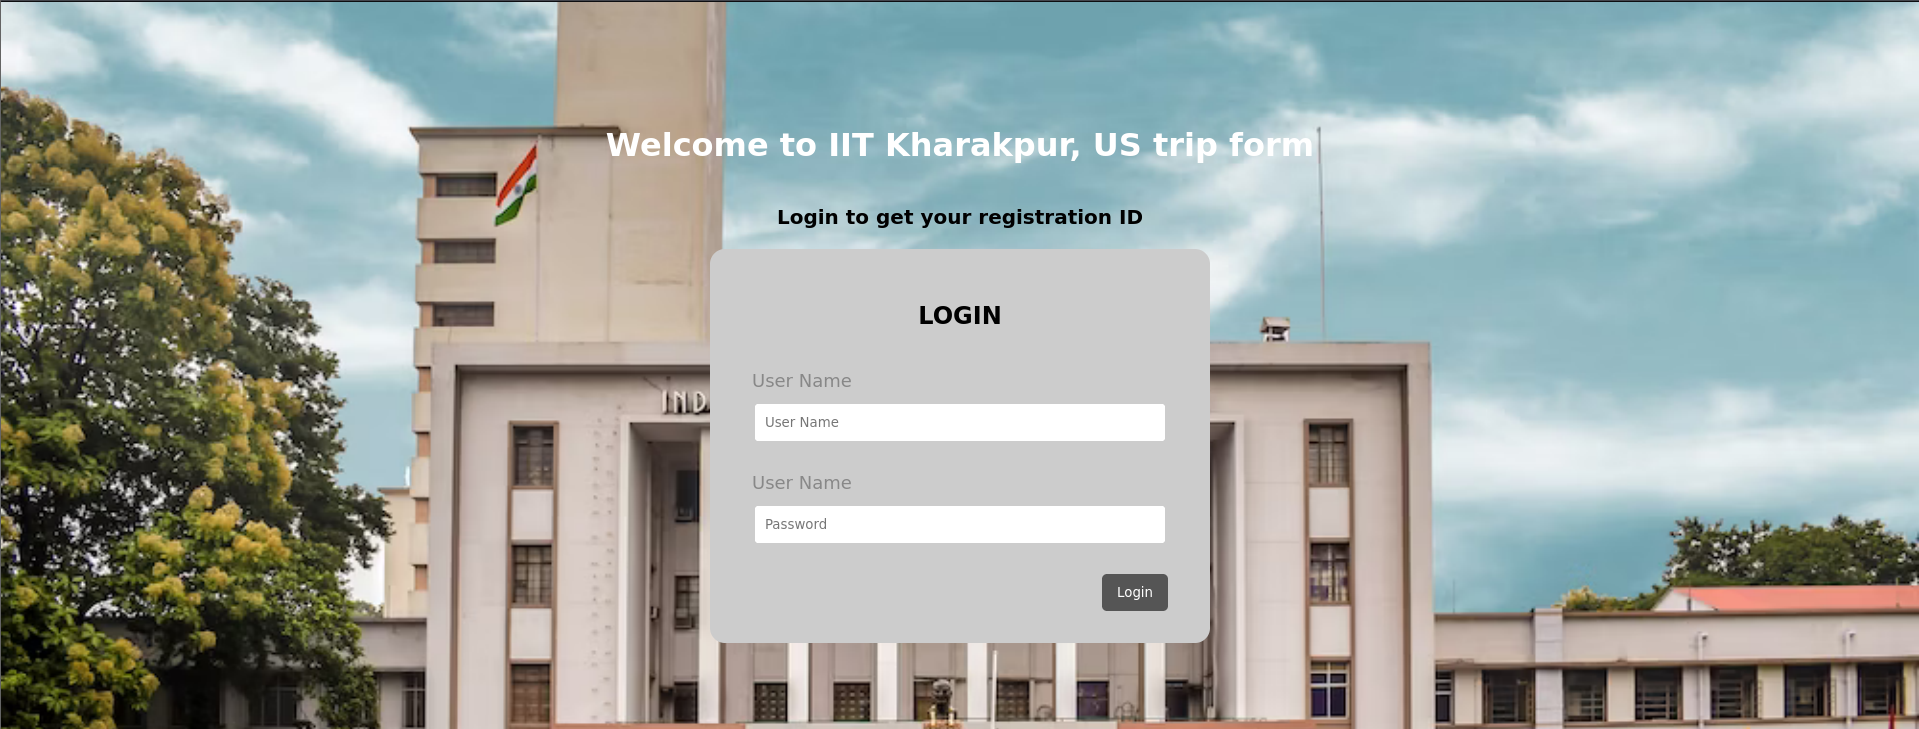 Welcome to IIT Kharakpur, US trip form
Login to get your registration ID
LOGIN
IND
User Name
User Name
User Name
Password
Login